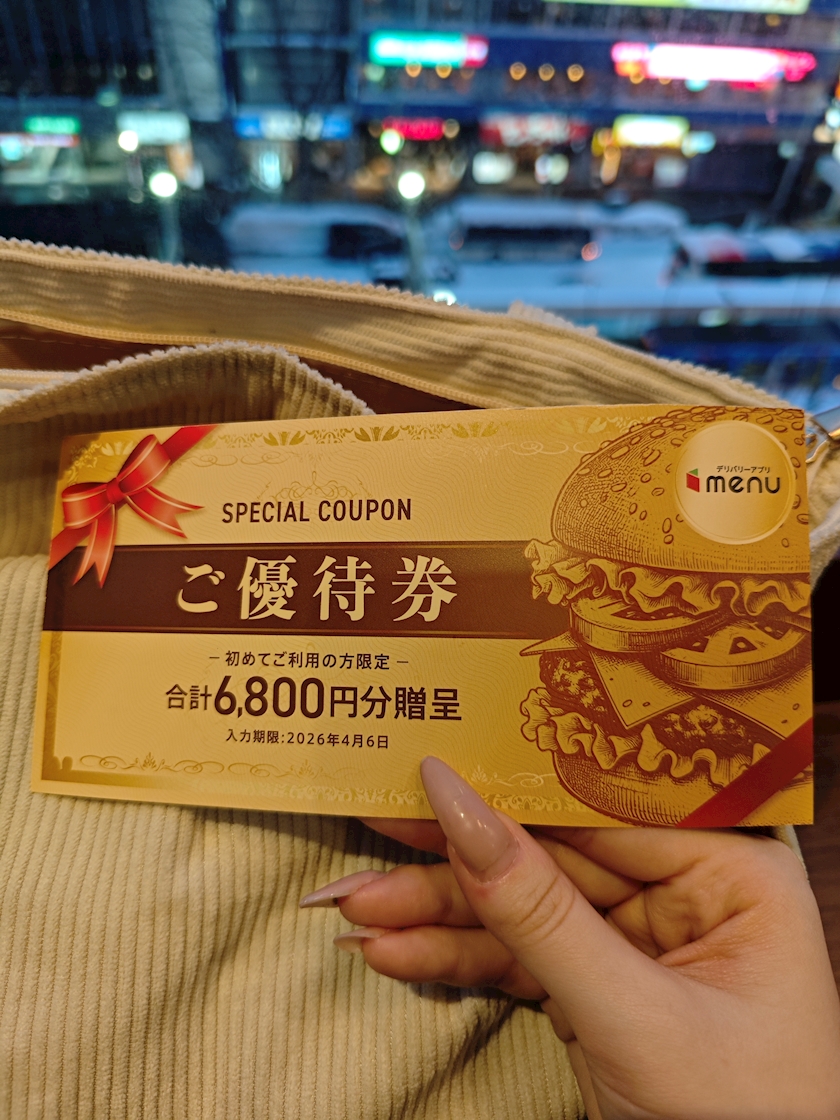 デリバリーアプリ
menu
SPECIAL COUPON
ご優待券
− 初めてご利用の方限定 −
合計6,800円分贈呈
入力期限:2026年4月6日